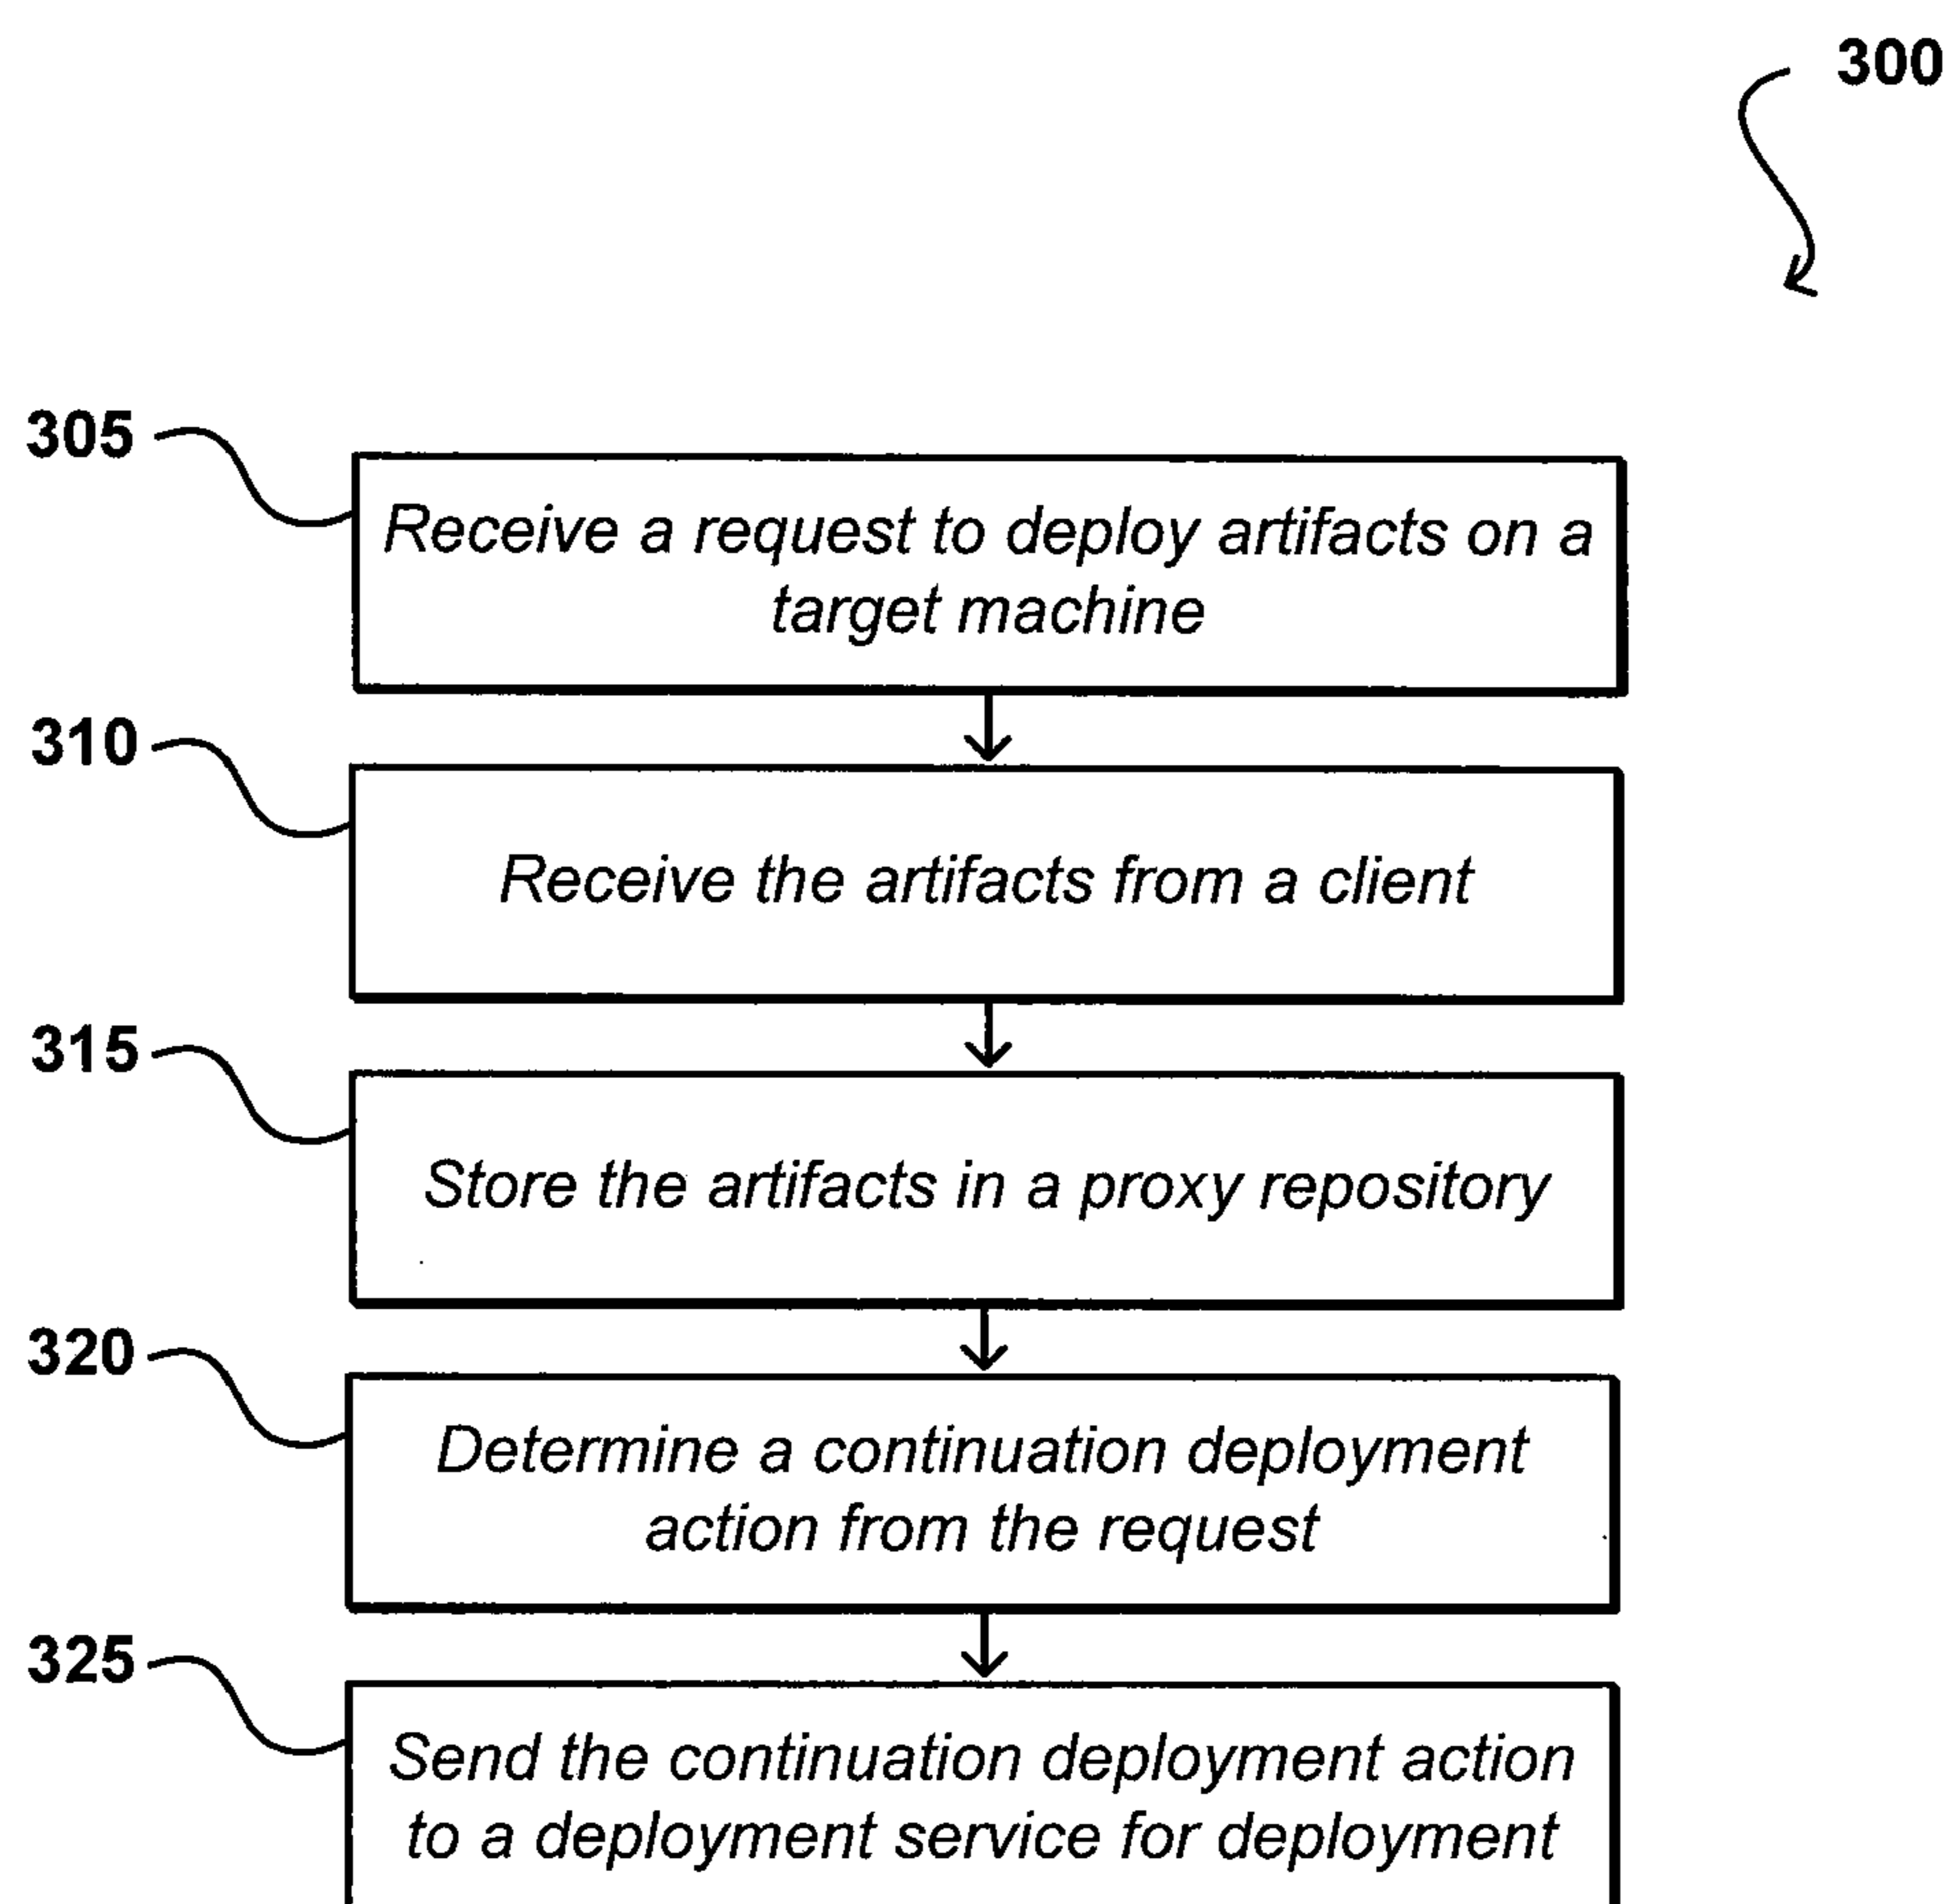 300
305
Receive a request to deploy artifacts on a
target machine
310
Receive the artifacts from a client
315
Store the artifacts in a proxy repository
320
Determine a continuation deployment
action from the request
325
Send the continuation deployment action
to a deployment service for deployment